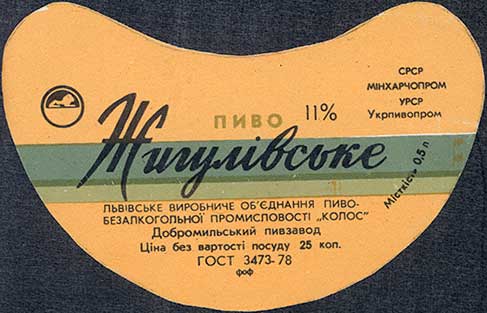 СРСР
МІНХАРЧОПРОМ
УРСР
Укрпивопром
ПИВО 11%
Жигулівське
Місткість 0,5 л
ЛЬВІВСЬКЕ ВИРОБНИЧЕ ОБ'ЄДНАННЯ ПИВО-
БЕЗАЛКОГОЛЬНОЇ ПРОМИСЛОВОСТІ „КОЛОС"
Добромильський пивзавод
Ціна без вартості посуду 25 коп.
ГОСТ 3473-78
фоф